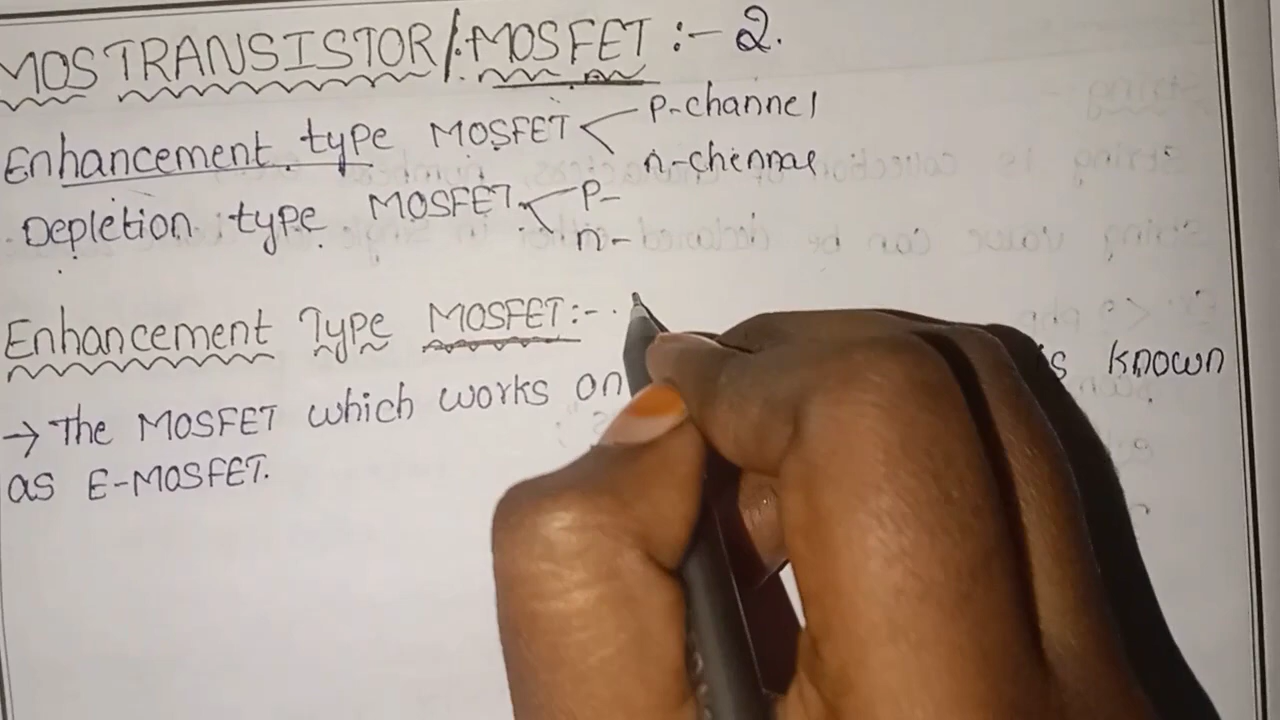 MOS TRANSISTOR/MOSFET :- 2.
Enhancement type MOSFET
P-channel
n-chennal
Depletion type MOSFET
P-
n-
Enhancement Type MOSFET:-
→ The MOSFET which works on is known
as E-MOSFET.